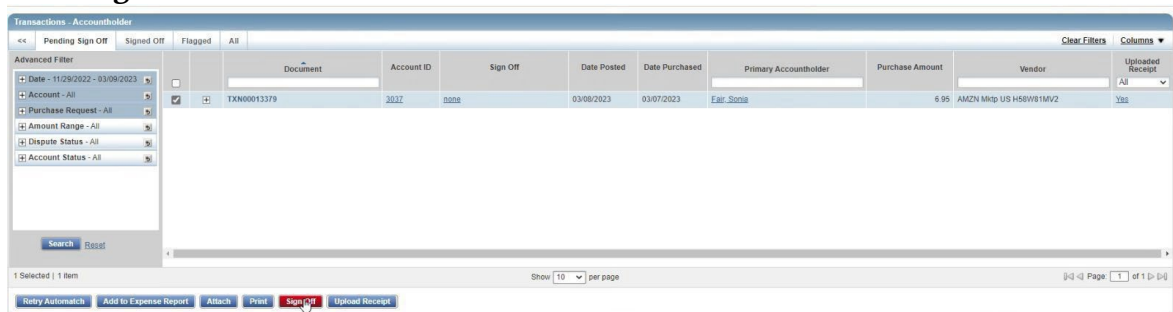 Transactions - Accountholder
<< Pending Sign Off Signed Off Flagged All Clear Filters Columns ▼
Advanced Filter
Document Account ID Sign Off Date Posted Date Purchased Primary Accountholder Purchase Amount Vendor Uploaded Receipt
All
Date - 11/29/2022 - 03/09/2023
Account - All
Purchase Request - All
Amount Range - All
Dispute Status - All
Account Status - All
TXN00013379 3037 none 03/08/2023 03/07/2023 Fair, Sonia 6.95 AMZN Mktp US H58W81MV2 Yes
Search Reset
1 Selected | 1 item Show 10 per page Page: 1 of 1
Retry Automatch Add to Expense Report Attach Print Sign Off Upload Receipt